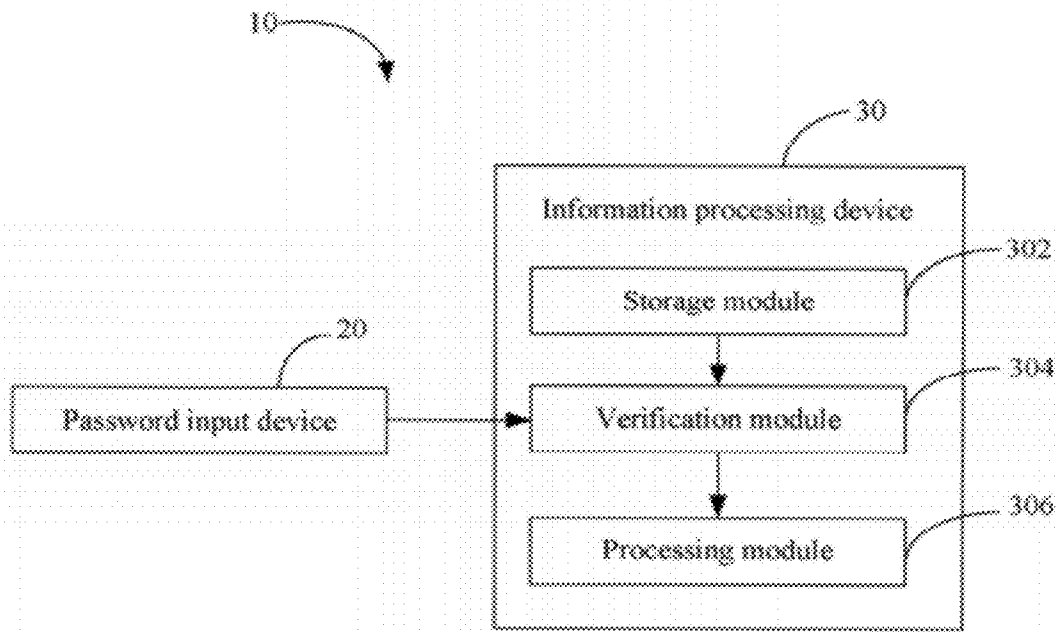 10
30
Information processing device
302
Storage module
20
304
Password input device
Verification module
306
Processing module